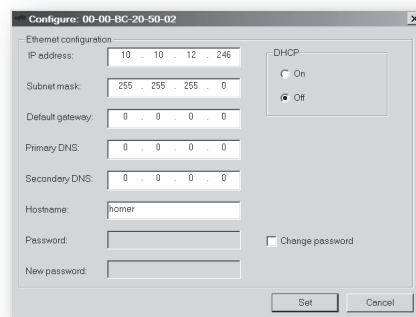 Configure: 00-00-BC-20-50-02
Ethernet configuration
IP address: 10 . 10 . 12 . 246
DHCP
On
Off
Subnet mask: 255 . 255 . 255 . 0
Default gateway: 0 . 0 . 0 . 0
Primary DNS: 0 . 0 . 0 . 0
Secondary DNS: 0 . 0 . 0 . 0
Hostname: homer
Password:
Change password
New password:
Set Cancel